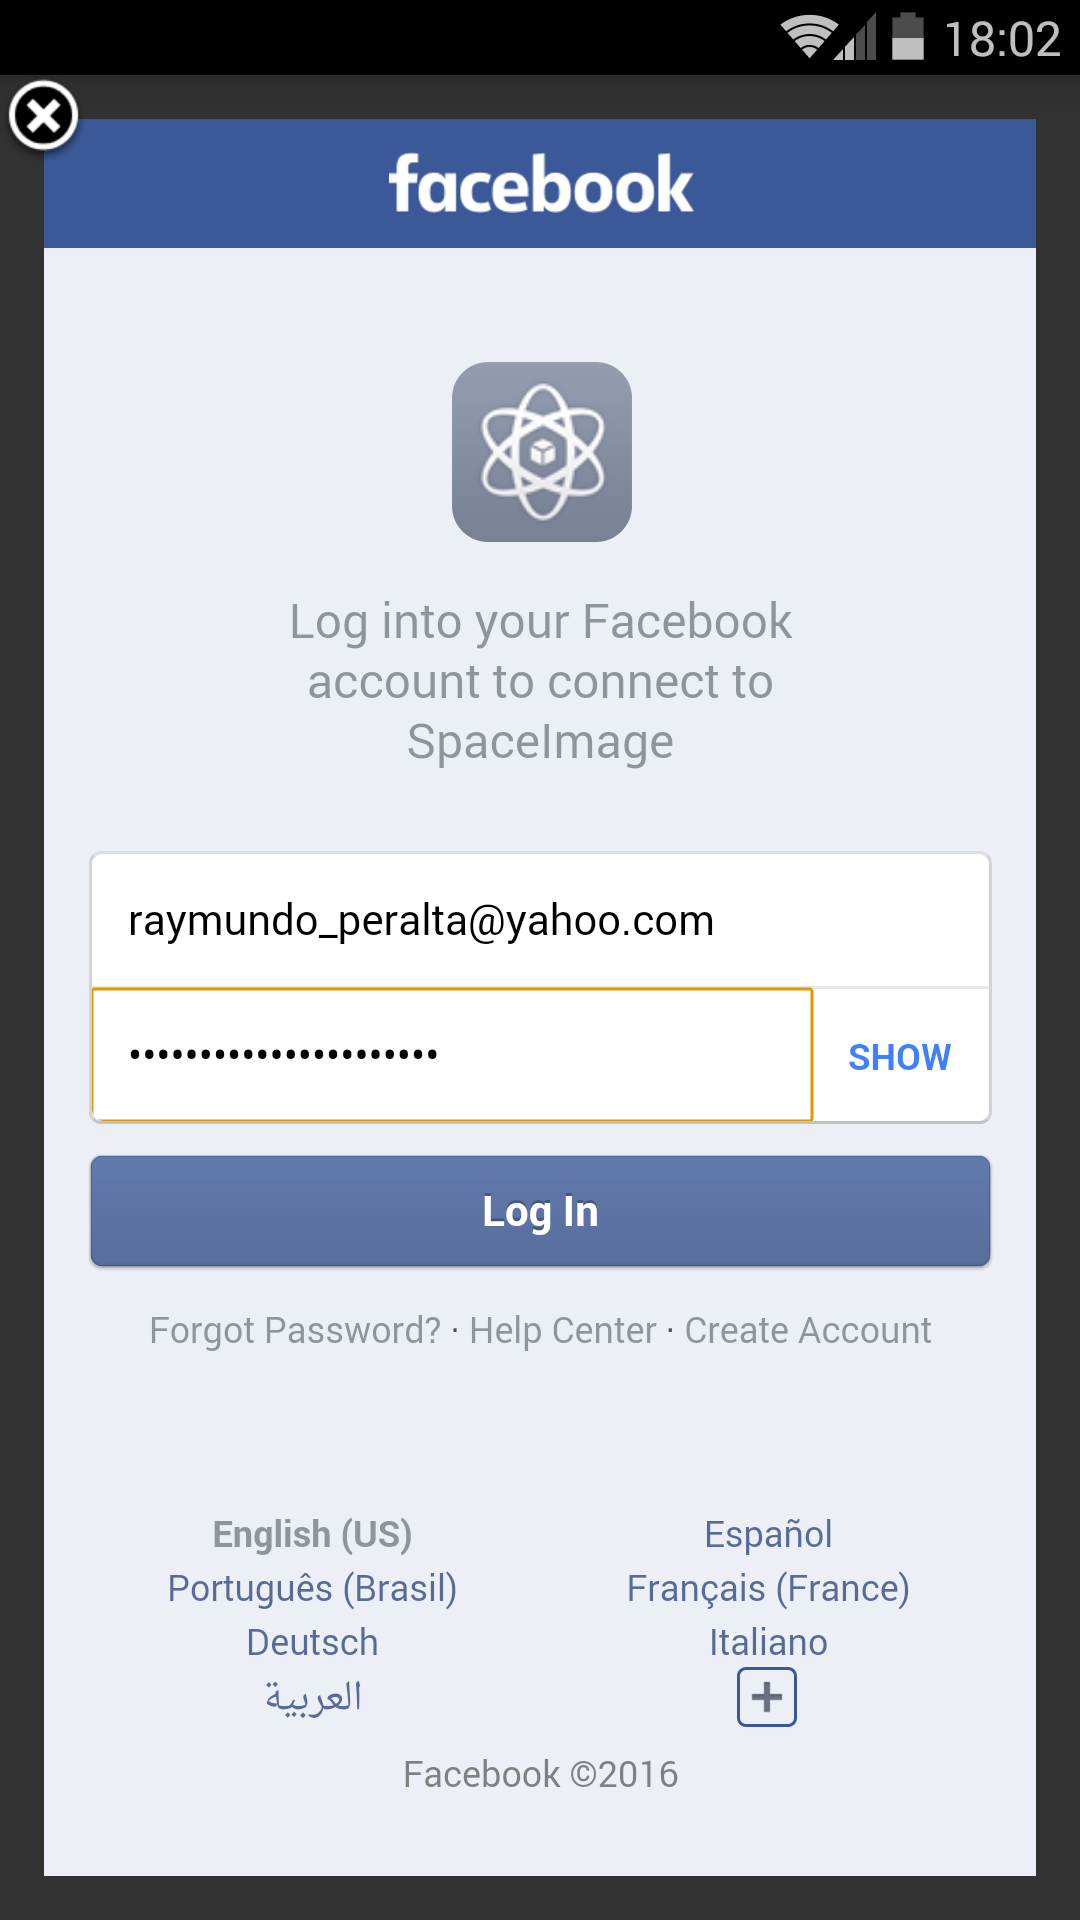 18:02
facebook
Log into your Facebook
account to connect to
SpaceImage
raymundo_peralta@yahoo.com
••••••••••••••••••••••
SHOW
Log In
Forgot Password? · Help Center · Create Account
English (US)
Español
Português (Brasil)
Français (France)
Deutsch
Italiano
العربية
Facebook ©2016